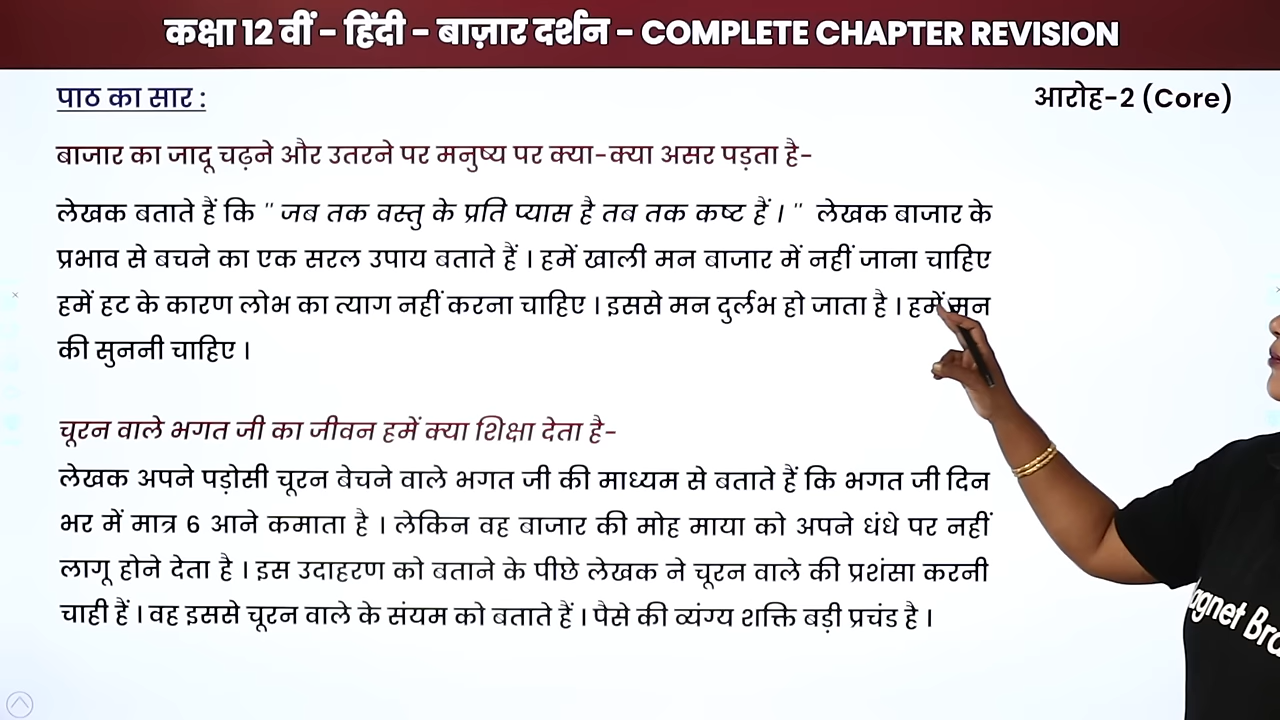 कक्षा 12 वीं – हिंदी – बाज़ार दर्शन – COMPLETE CHAPTER REVISION
पाठ का सार :
आरोह-2 (Core)
बाजार का जादू चढ़ने और उतरने पर मनुष्य पर क्या-क्या असर पड़ता है-
लेखक बताते हैं कि " जब तक वस्तु के प्रति प्यास है तब तक कष्ट हैं । " लेखक बाजार के
प्रभाव से बचने का एक सरल उपाय बताते हैं । हमें खाली मन बाजार में नहीं जाना चाहिए
हमें हट के कारण लोभ का त्याग नहीं करना चाहिए । इससे मन दुर्लभ हो जाता है । हमें मन
की सुननी चाहिए ।
चूरन वाले भगत जी का जीवन हमें क्या शिक्षा देता है-
लेखक अपने पड़ोसी चूरन बेचने वाले भगत जी की माध्यम से बताते हैं कि भगत जी दिन
भर में मात्र 6 आने कमाता है । लेकिन वह बाजार की मोह माया को अपने धंधे पर नहीं
लागू होने देता है । इस उदाहरण को बताने के पीछे लेखक ने चूरन वाले की प्रशंसा करनी
चाही हैं । वह इससे चूरन वाले के संयम को बताते हैं । पैसे की व्यंग्य शक्ति बड़ी प्रचंड है ।